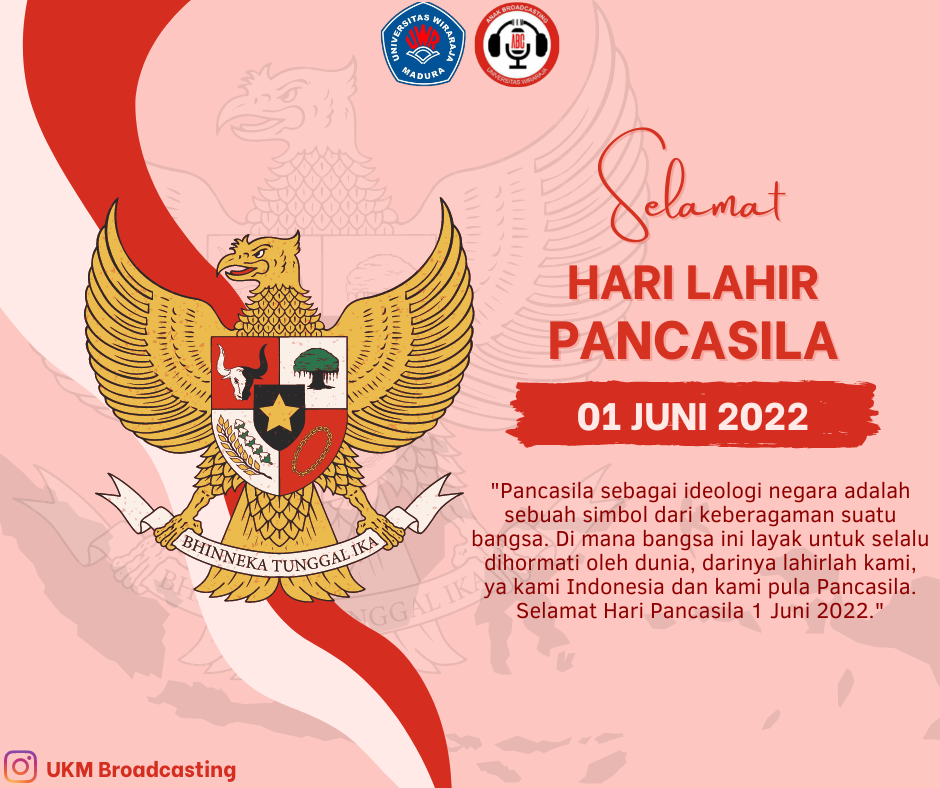 UNIVERSITAS WIRARAJA
UWR
MADURA
ANAK BROADCASTING
ABC
UNIVERSITAS WIRARAJA
Selamat
HARI LAHIR
PANCASILA
01 JUNI 2022
"Pancasila sebagai ideologi negara adalah
sebuah simbol dari keberagaman suatu
bangsa. Di mana bangsa ini layak untuk selalu
dihormati oleh dunia, darinya lahirlah kami,
ya kami Indonesia dan kami pula Pancasila.
Selamat Hari Pancasila 1 Juni 2022."
BHINNEKA TUNGGAL IKA
UKM Broadcasting